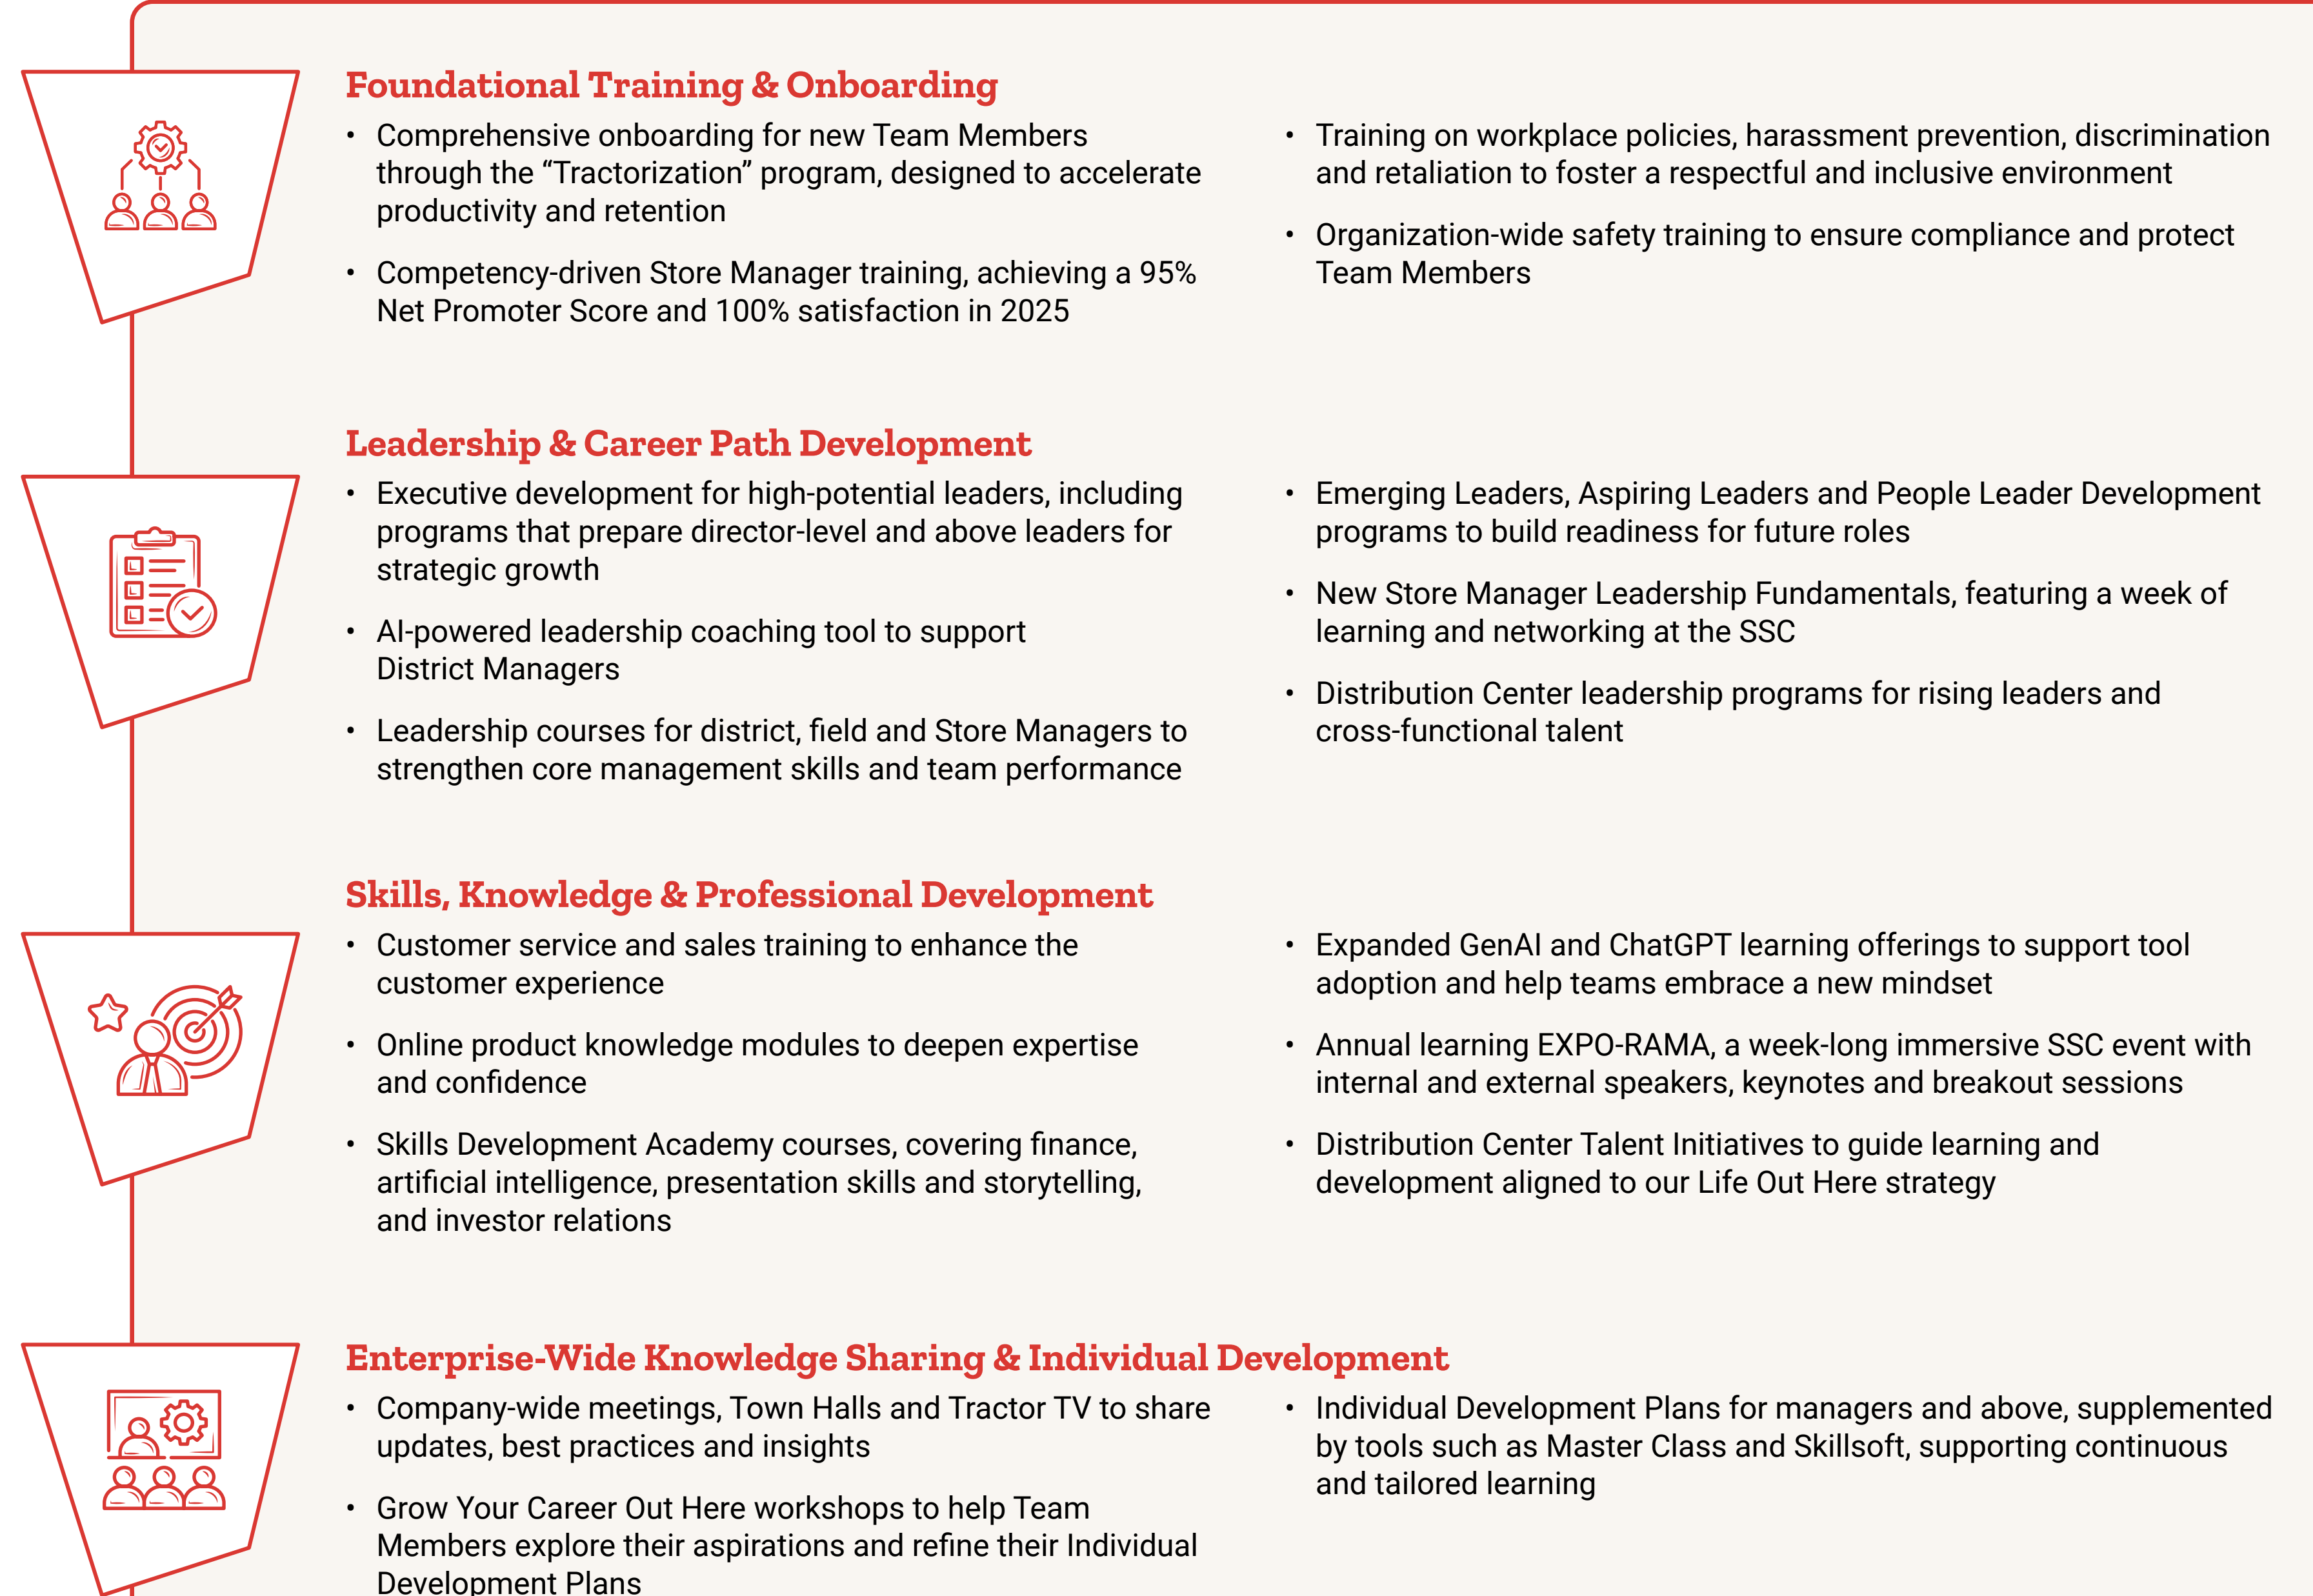 Foundational Training & Onboarding
• Comprehensive onboarding for new Team Members
through the “Tractorization” program, designed to accelerate
productivity and retention
• Competency-driven Store Manager training, achieving a 95%
Net Promoter Score and 100% satisfaction in 2025
• Training on workplace policies, harassment prevention, discrimination
and retaliation to foster a respectful and inclusive environment
• Organization-wide safety training to ensure compliance and protect
Team Members
Leadership & Career Path Development
• Executive development for high-potential leaders, including
programs that prepare director-level and above leaders for
strategic growth
• AI-powered leadership coaching tool to support
District Managers
• Leadership courses for district, field and Store Managers to
strengthen core management skills and team performance
• Emerging Leaders, Aspiring Leaders and People Leader Development
programs to build readiness for future roles
• New Store Manager Leadership Fundamentals, featuring a week of
learning and networking at the SSC
• Distribution Center leadership programs for rising leaders and
cross-functional talent
Skills, Knowledge & Professional Development
• Customer service and sales training to enhance the
customer experience
• Online product knowledge modules to deepen expertise
and confidence
• Skills Development Academy courses, covering finance,
artificial intelligence, presentation skills and storytelling,
and investor relations
• Expanded GenAI and ChatGPT learning offerings to support tool
adoption and help teams embrace a new mindset
• Annual learning EXPO-RAMA, a week-long immersive SSC event with
internal and external speakers, keynotes and breakout sessions
• Distribution Center Talent Initiatives to guide learning and
development aligned to our Life Out Here strategy
Enterprise-Wide Knowledge Sharing & Individual Development
• Company-wide meetings, Town Halls and Tractor TV to share
updates, best practices and insights
• Grow Your Career Out Here workshops to help Team
Members explore their aspirations and refine their Individual
Development Plans
• Individual Development Plans for managers and above, supplemented
by tools such as Master Class and Skillsoft, supporting continuous
and tailored learning